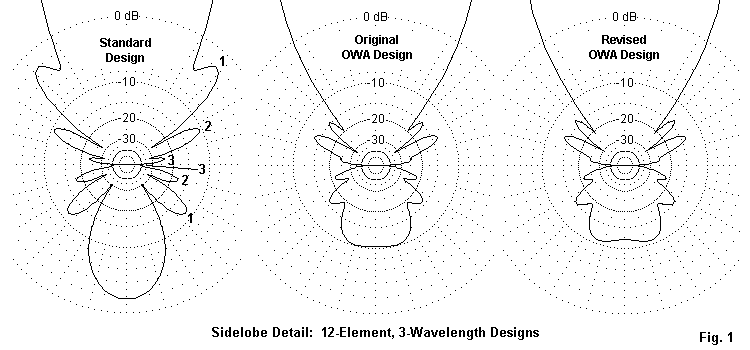 0 dB
Standard
Design
1
-10
-20
2
-30
3
3
2
1
0 dB
Original
OWA Design
-10
-20
-30
0 dB
Revised
OWA Design
-10
-20
-30
Sidelobe Detail: 12-Element, 3-Wavelength Designs
Fig. 1